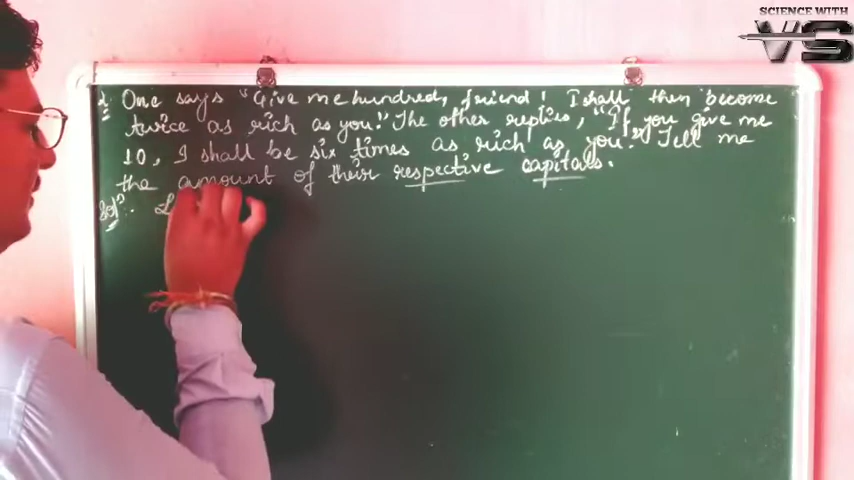 SCIENCE WITH
VS
Q. One says "Give me hundred, friend! I shall then become
twice as rich as you." The other replies, "If you give me
10, I shall be six times as rich as you." Tell me
the amount of their respective capitals.
Sol:-